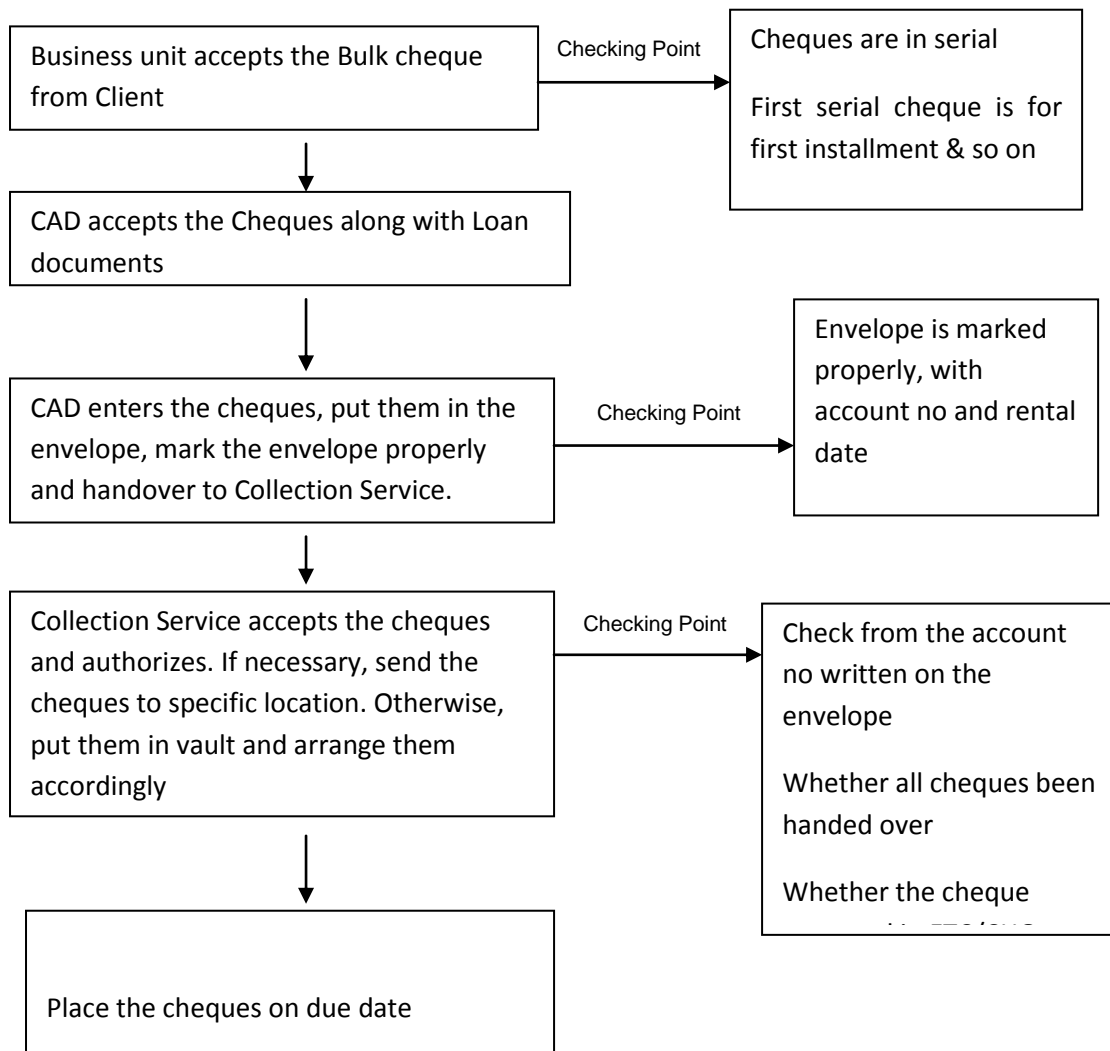 Business unit accepts the Bulk cheque
from Client
Checking Point
Cheques are in serial
First serial cheque is for
first installment & so on
CAD accepts the Cheques along with Loan
documents
CAD enters the cheques, put them in the
envelope, mark the envelope properly
and handover to Collection Service.
Checking Point
Envelope is marked
properly, with
account no and rental
date
Collection Service accepts the cheques
and authorizes. If necessary, send the
cheques to specific location. Otherwise,
put them in vault and arrange them
accordingly
Checking Point
Check from the account
no written on the
envelope
Whether all cheques been
handed over
Whether the cheque
Place the cheques on due date